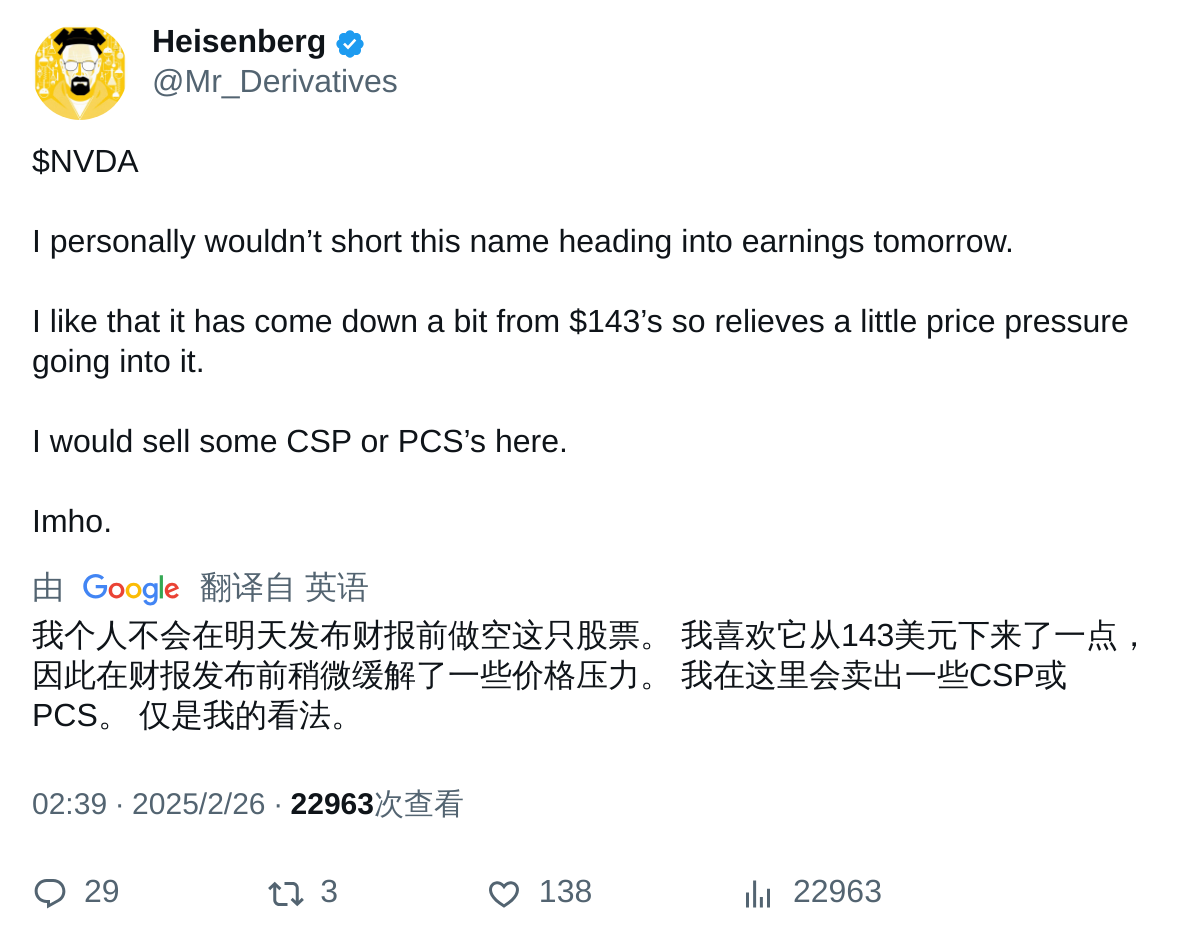 Heisenberg
@Mr_Derivatives
$NVDA
I personally wouldn’t short this name heading into earnings tomorrow.
I like that it has come down a bit from $143’s so relieves a little price pressure
going into it.
I would sell some CSP or PCS’s here.
Imho.
由 Google 翻译自 英语
我个人不会在明天发布财报前做空这只股票。 我喜欢它从143美元下来了一点，
因此在财报发布前稍微缓解了一些价格压力。 我在这里会卖出一些CSP或
PCS。 仅是我的看法。
02:39 · 2025/2/26 · 22963次查看
29 3 138 22963